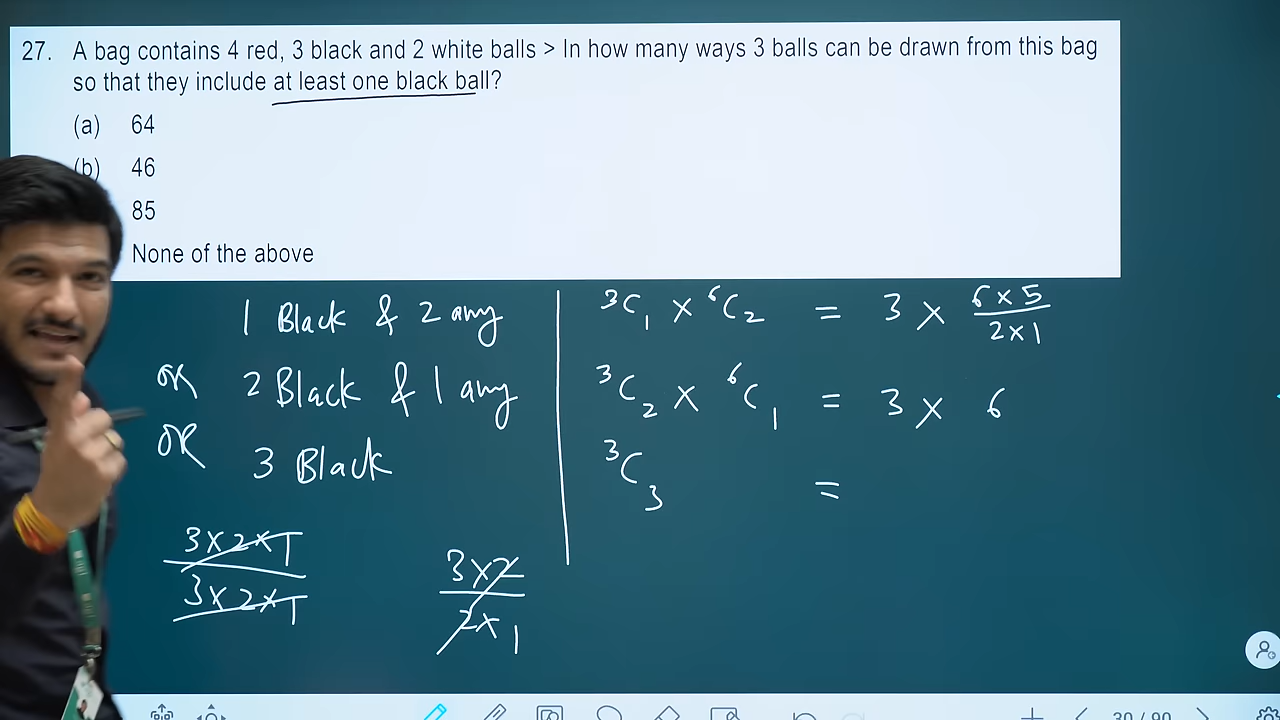 27. A bag contains 4 red, 3 black and 2 white balls > In how many ways 3 balls can be drawn from this bag
so that they include at least one black ball?
(a) 64
(b) 46
85
None of the above
1 Black & 2 any
OR 2 Black & 1 any
OR 3 Black
³C₁ × ⁶C₂ = 3 × 6×5/2×1
³C₂ × ⁶C₁ = 3 × 6
³C₃ =
3×2×1
3×2×1
3×2
2×1
30 / 90